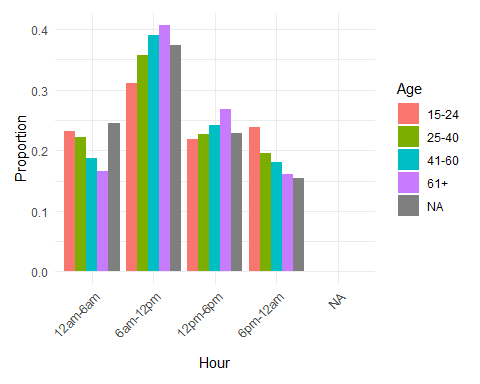 0.4
0.3
0.2
0.1
0.0
Proportion
12am-6am
6am-12pm
12pm-6pm
6pm-12am
NA
Hour
Age
15-24
25-40
41-60
61+
NA